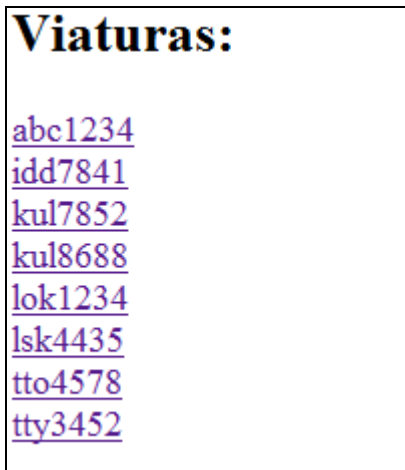 Viaturas:
abc1234
idd7841
kul7852
kul8688
lok1234
lsk4435
tto4578
tty3452